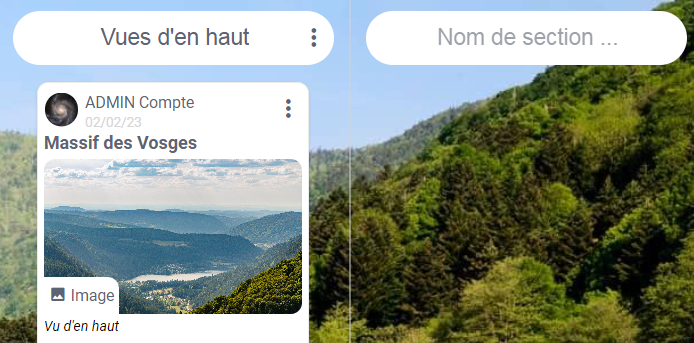 Vues d'en haut
Nom de section ...
ADMIN Compte
02/02/23
Massif des Vosges
Image
Vu d'en haut